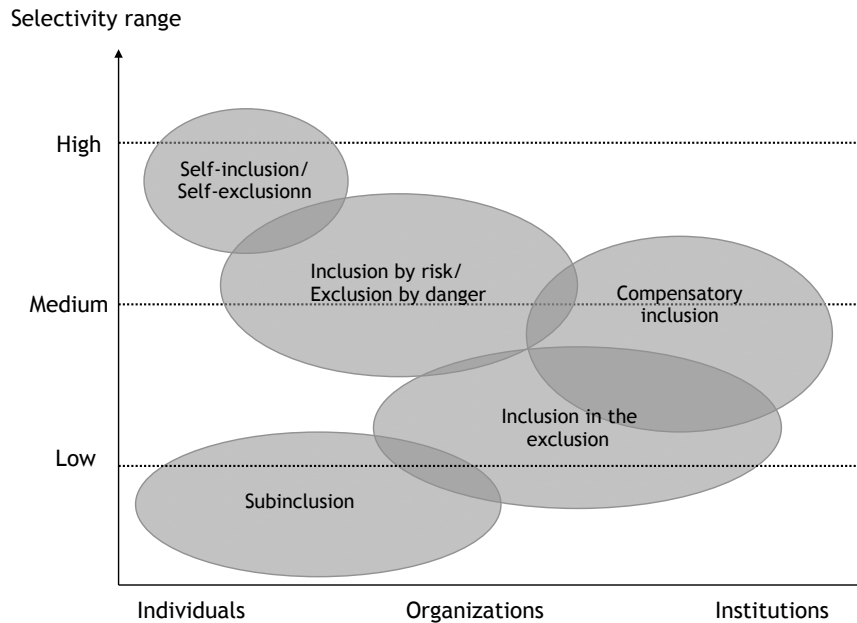 Selectivity range
High
Self-inclusion/
Self-exclusionn
Inclusion by risk/
Exclusion by danger
Compensatory
inclusion
Medium
Inclusion in the
exclusion
Low
Subinclusion
Individuals
Organizations
Institutions